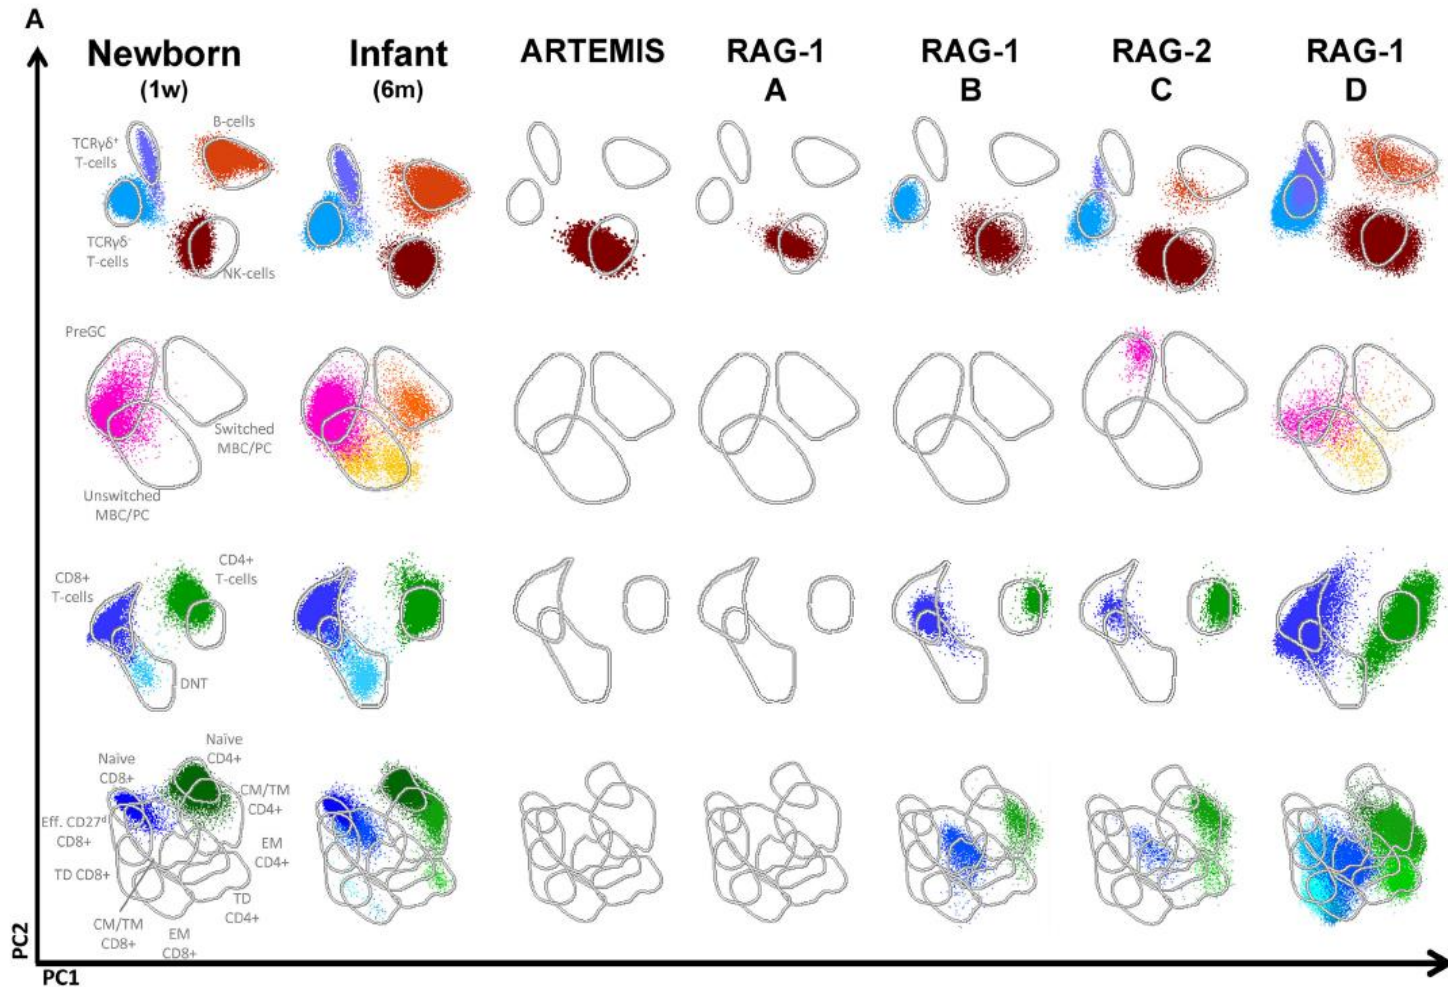 A
Newborn
(1w)
Infant
(6m)
ARTEMIS
RAG-1
A
RAG-1
B
RAG-2
C
RAG-1
D
TCRγδ⁺
T-cells
B-cells
TCRγδ⁻
T-cells
NK-cells
PreGC
Switched
MBC/PC
Unswitched
MBC/PC
CD8+
T-cells
CD4+
T-cells
DNT
Naïve
CD8+
Naïve
CD4+
CM/TM
CD4+
Eff. CD27ᵈ
CD8+
EM
CD4+
TD CD8+
TD
CD4+
CM/TM
CD8+
EM
CD8+
PC2
PC1